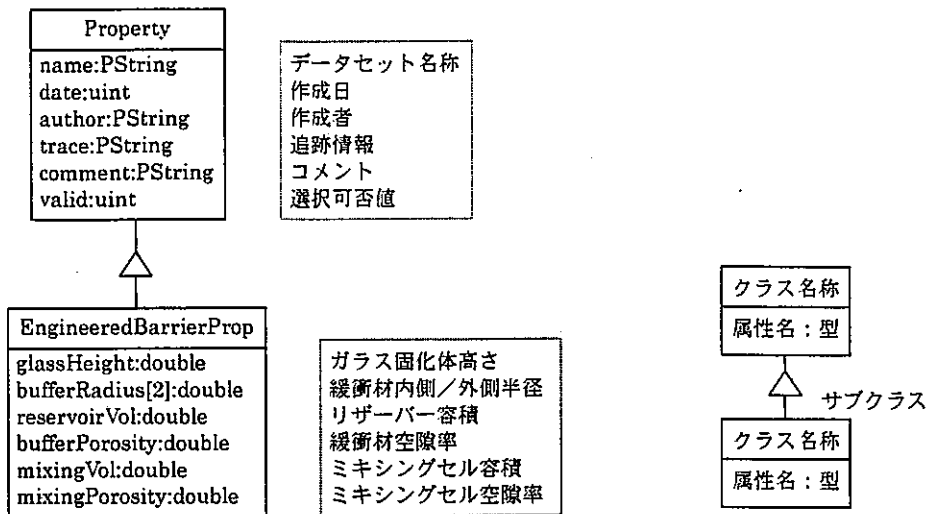 Property
name:PString
date:uint
author:PString
trace:PString
comment:PString
valid:uint
データセット名称
作成日
作成者
追跡情報
コメント
選択可否値
EngineeredBarrierProp
glassHeight:double
bufferRadius[2]:double
reservoirVol:double
bufferPorosity:double
mixingVol:double
mixingPorosity:double
ガラス固化体高さ
緩衝材内側／外側半径
リザーバー容積
緩衝材空隙率
ミキシングセル容積
ミキシングセル空隙率
クラス名称
属性名：型
サブクラス
クラス名称
属性名：型